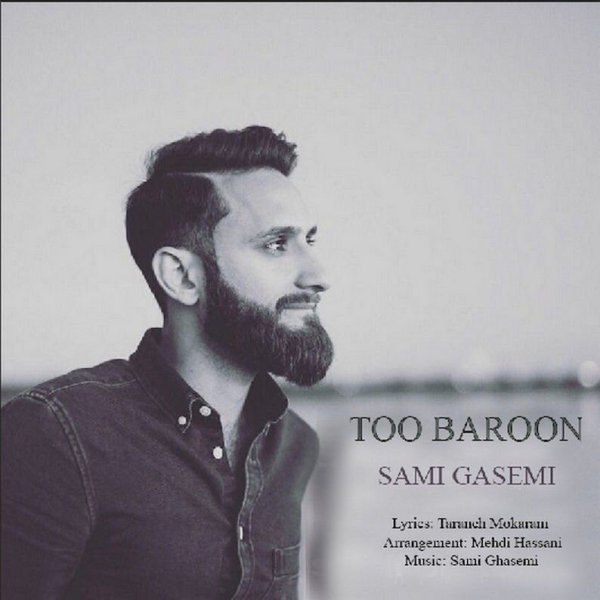 TOO BAROON
SAMI GASEMI
Lyrics: Taraneh Mokaram
Arrangement: Mehdi Hassani
Music: Sami Ghasemi